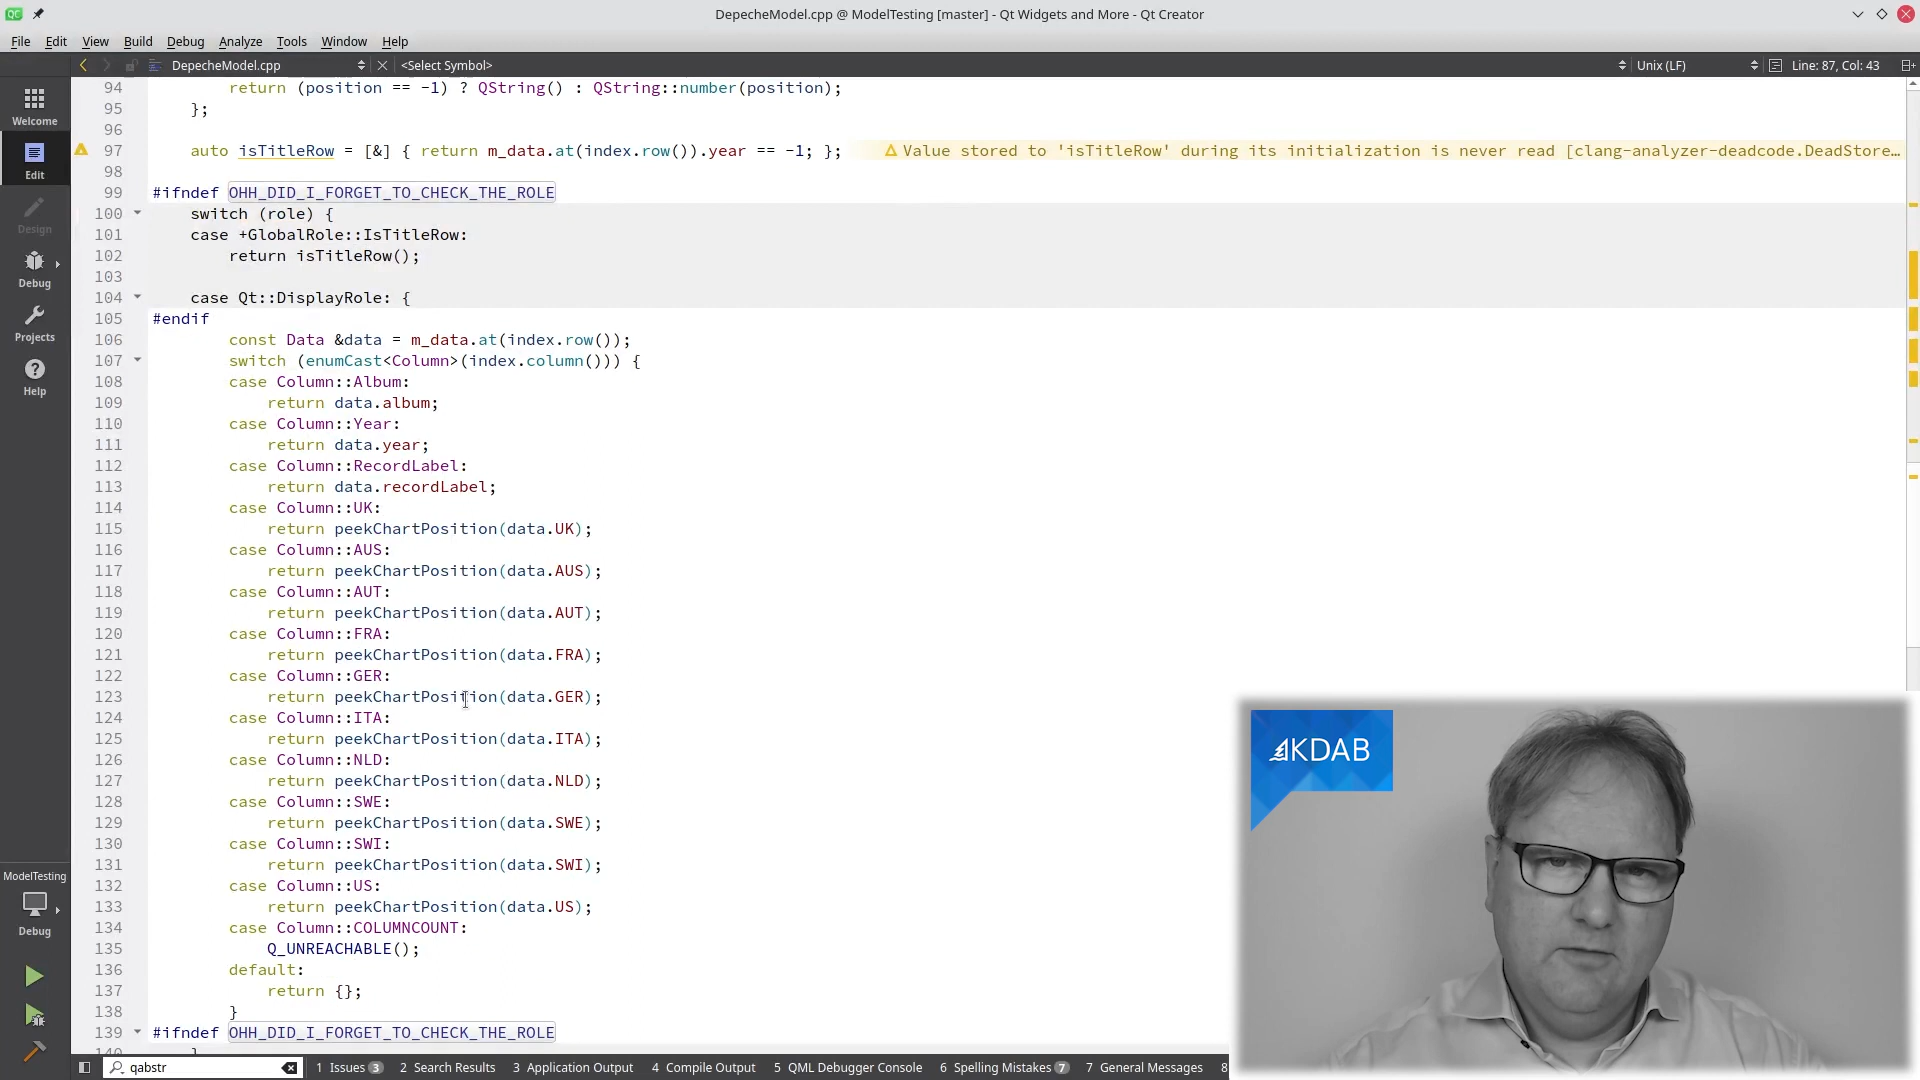 DepecheModel.cpp @ ModelTesting [master] - Qt Widgets and More - Qt Creator
File Edit View Build Debug Analyze Tools Window Help
DepecheModel.cpp <Select Symbol> Unix (LF) Line: 87, Col: 43
Welcome
Edit
Design
Debug
Projects
Help
ModelTesting
Debug
94 return (position == -1) ? QString() : QString::number(position);
95 };
96
97 auto isTitleRow = [&] { return m_data.at(index.row()).year == -1; }; Value stored to 'isTitleRow' during its initialization is never read [clang-analyzer-deadcode.DeadStore…
98
99 #ifndef OHH_DID_I_FORGET_TO_CHECK_THE_ROLE
100 switch (role) {
101 case +GlobalRole::IsTitleRow:
102 return isTitleRow();
103
104 case Qt::DisplayRole: {
105 #endif
106 const Data &data = m_data.at(index.row());
107 switch (enumCast<Column>(index.column())) {
108 case Column::Album:
109 return data.album;
110 case Column::Year:
111 return data.year;
112 case Column::RecordLabel:
113 return data.recordLabel;
114 case Column::UK:
115 return peekChartPosition(data.UK);
116 case Column::AUS:
117 return peekChartPosition(data.AUS);
118 case Column::AUT:
119 return peekChartPosition(data.AUT);
120 case Column::FRA:
121 return peekChartPosition(data.FRA);
122 case Column::GER:
123 return peekChartPosition(data.GER);
124 case Column::ITA:
125 return peekChartPosition(data.ITA);
126 case Column::NLD:
127 return peekChartPosition(data.NLD);
128 case Column::SWE:
129 return peekChartPosition(data.SWE);
130 case Column::SWI:
131 return peekChartPosition(data.SWI);
132 case Column::US:
133 return peekChartPosition(data.US);
134 case Column::COLUMNCOUNT:
135 Q_UNREACHABLE();
136 default:
137 return {};
138 }
139 #ifndef OHH_DID_I_FORGET_TO_CHECK_THE_ROLE
140 }
KDAB
qabstr 1 Issues 3 2 Search Results 3 Application Output 4 Compile Output 5 QML Debugger Console 6 Spelling Mistakes 7 7 General Messages 8